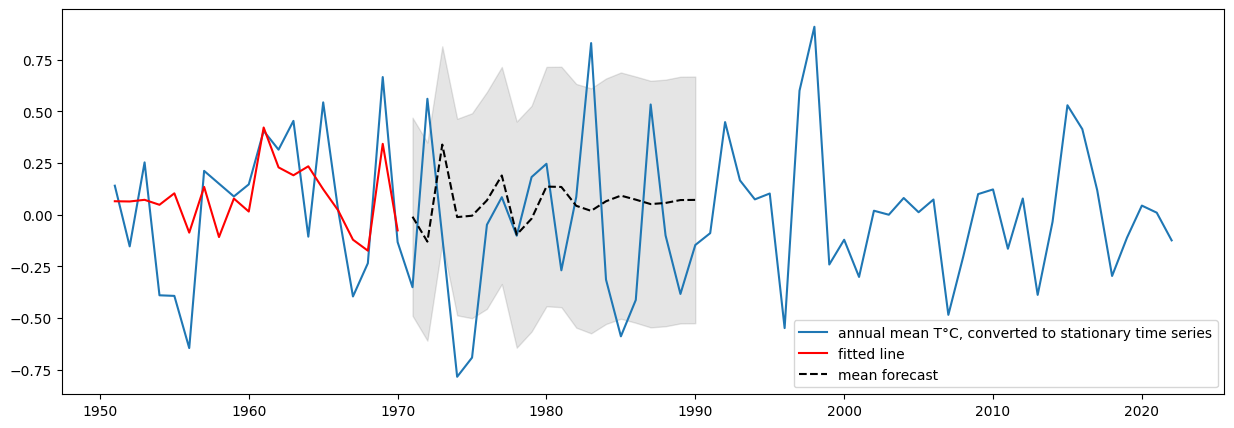 0.75
0.50
0.25
0.00
−0.25
−0.50
−0.75
1950 1960 1970 1980 1990 2000 2010 2020
annual mean T°C, converted to stationary time series
fitted line
mean forecast